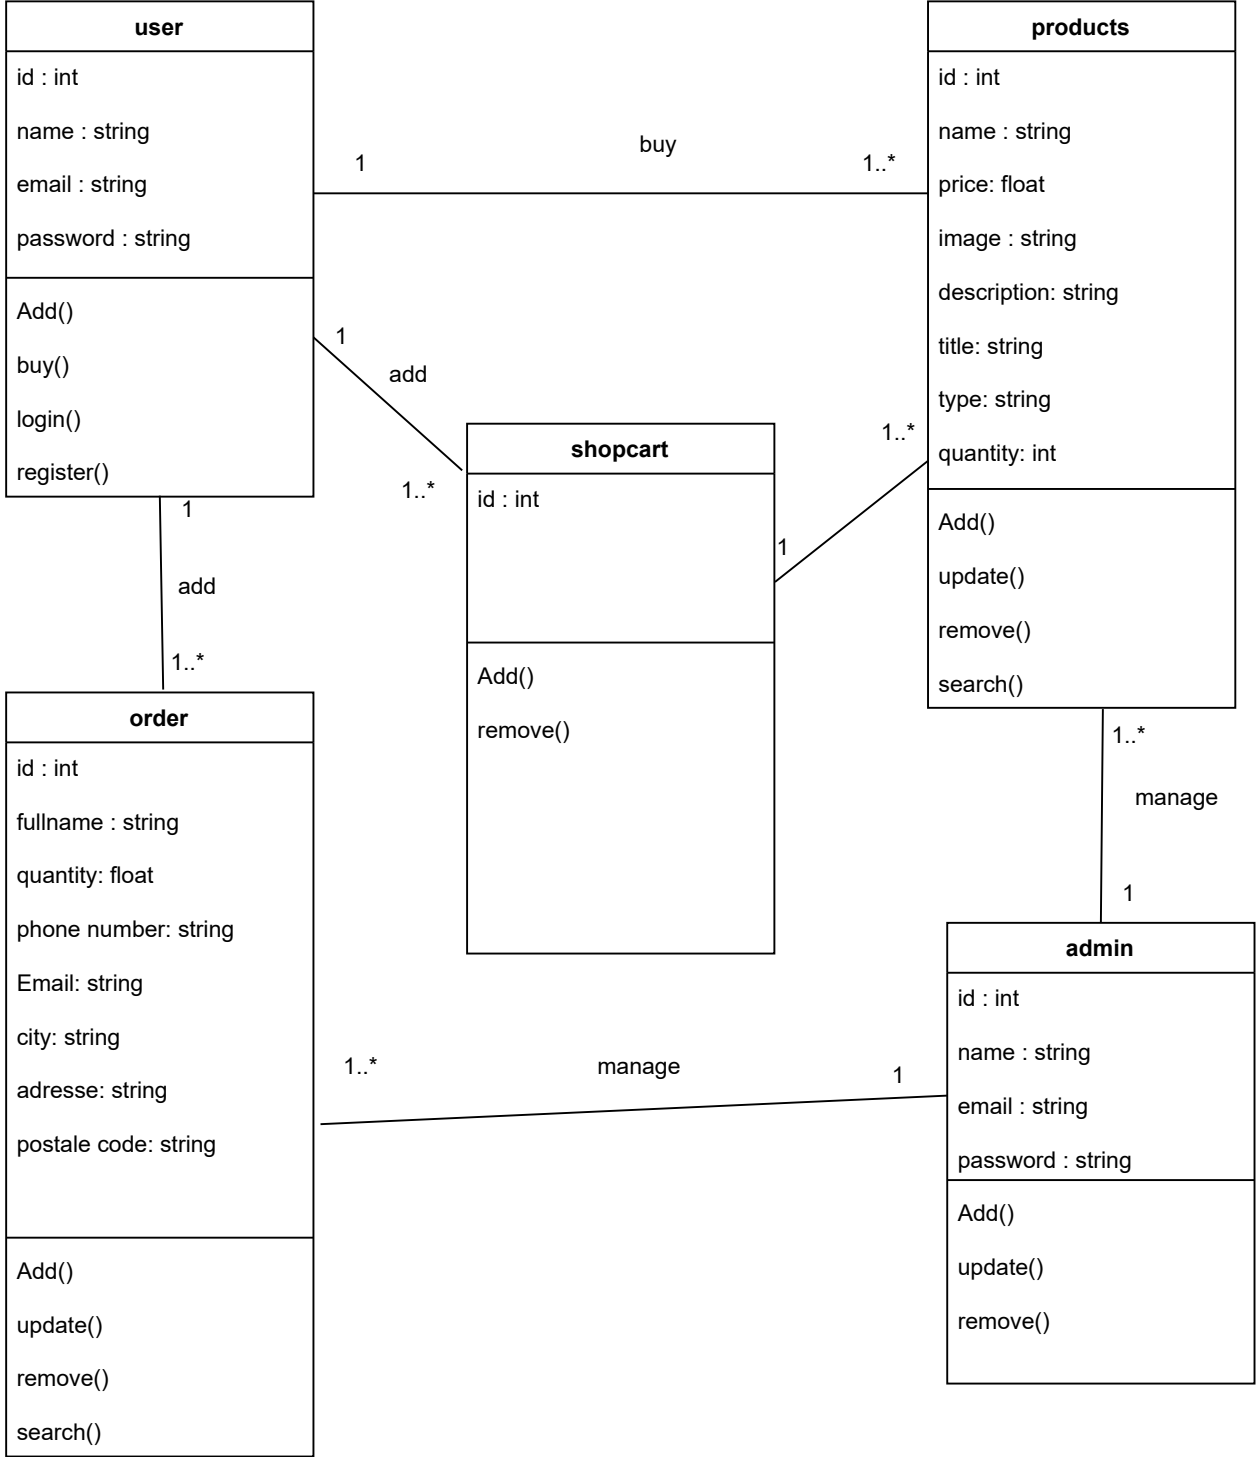 user
id : int
name : string
email : string
password : string
Add()
buy()
login()
register()
1
buy
1..*
products
id : int
name : string
price: float
image : string
description: string
title: string
type: string
quantity: int
Add()
update()
remove()
search()
1
add
1..*
shopcart
id : int
Add()
remove()
1
1..*
1
add
1..*
order
id : int
fullname : string
quantity: float
phone number: string
Email: string
city: string
adresse: string
postale code: string
Add()
update()
remove()
search()
1..*
manage
1
1..*
manage
1
admin
id : int
name : string
email : string
password : string
Add()
update()
remove()